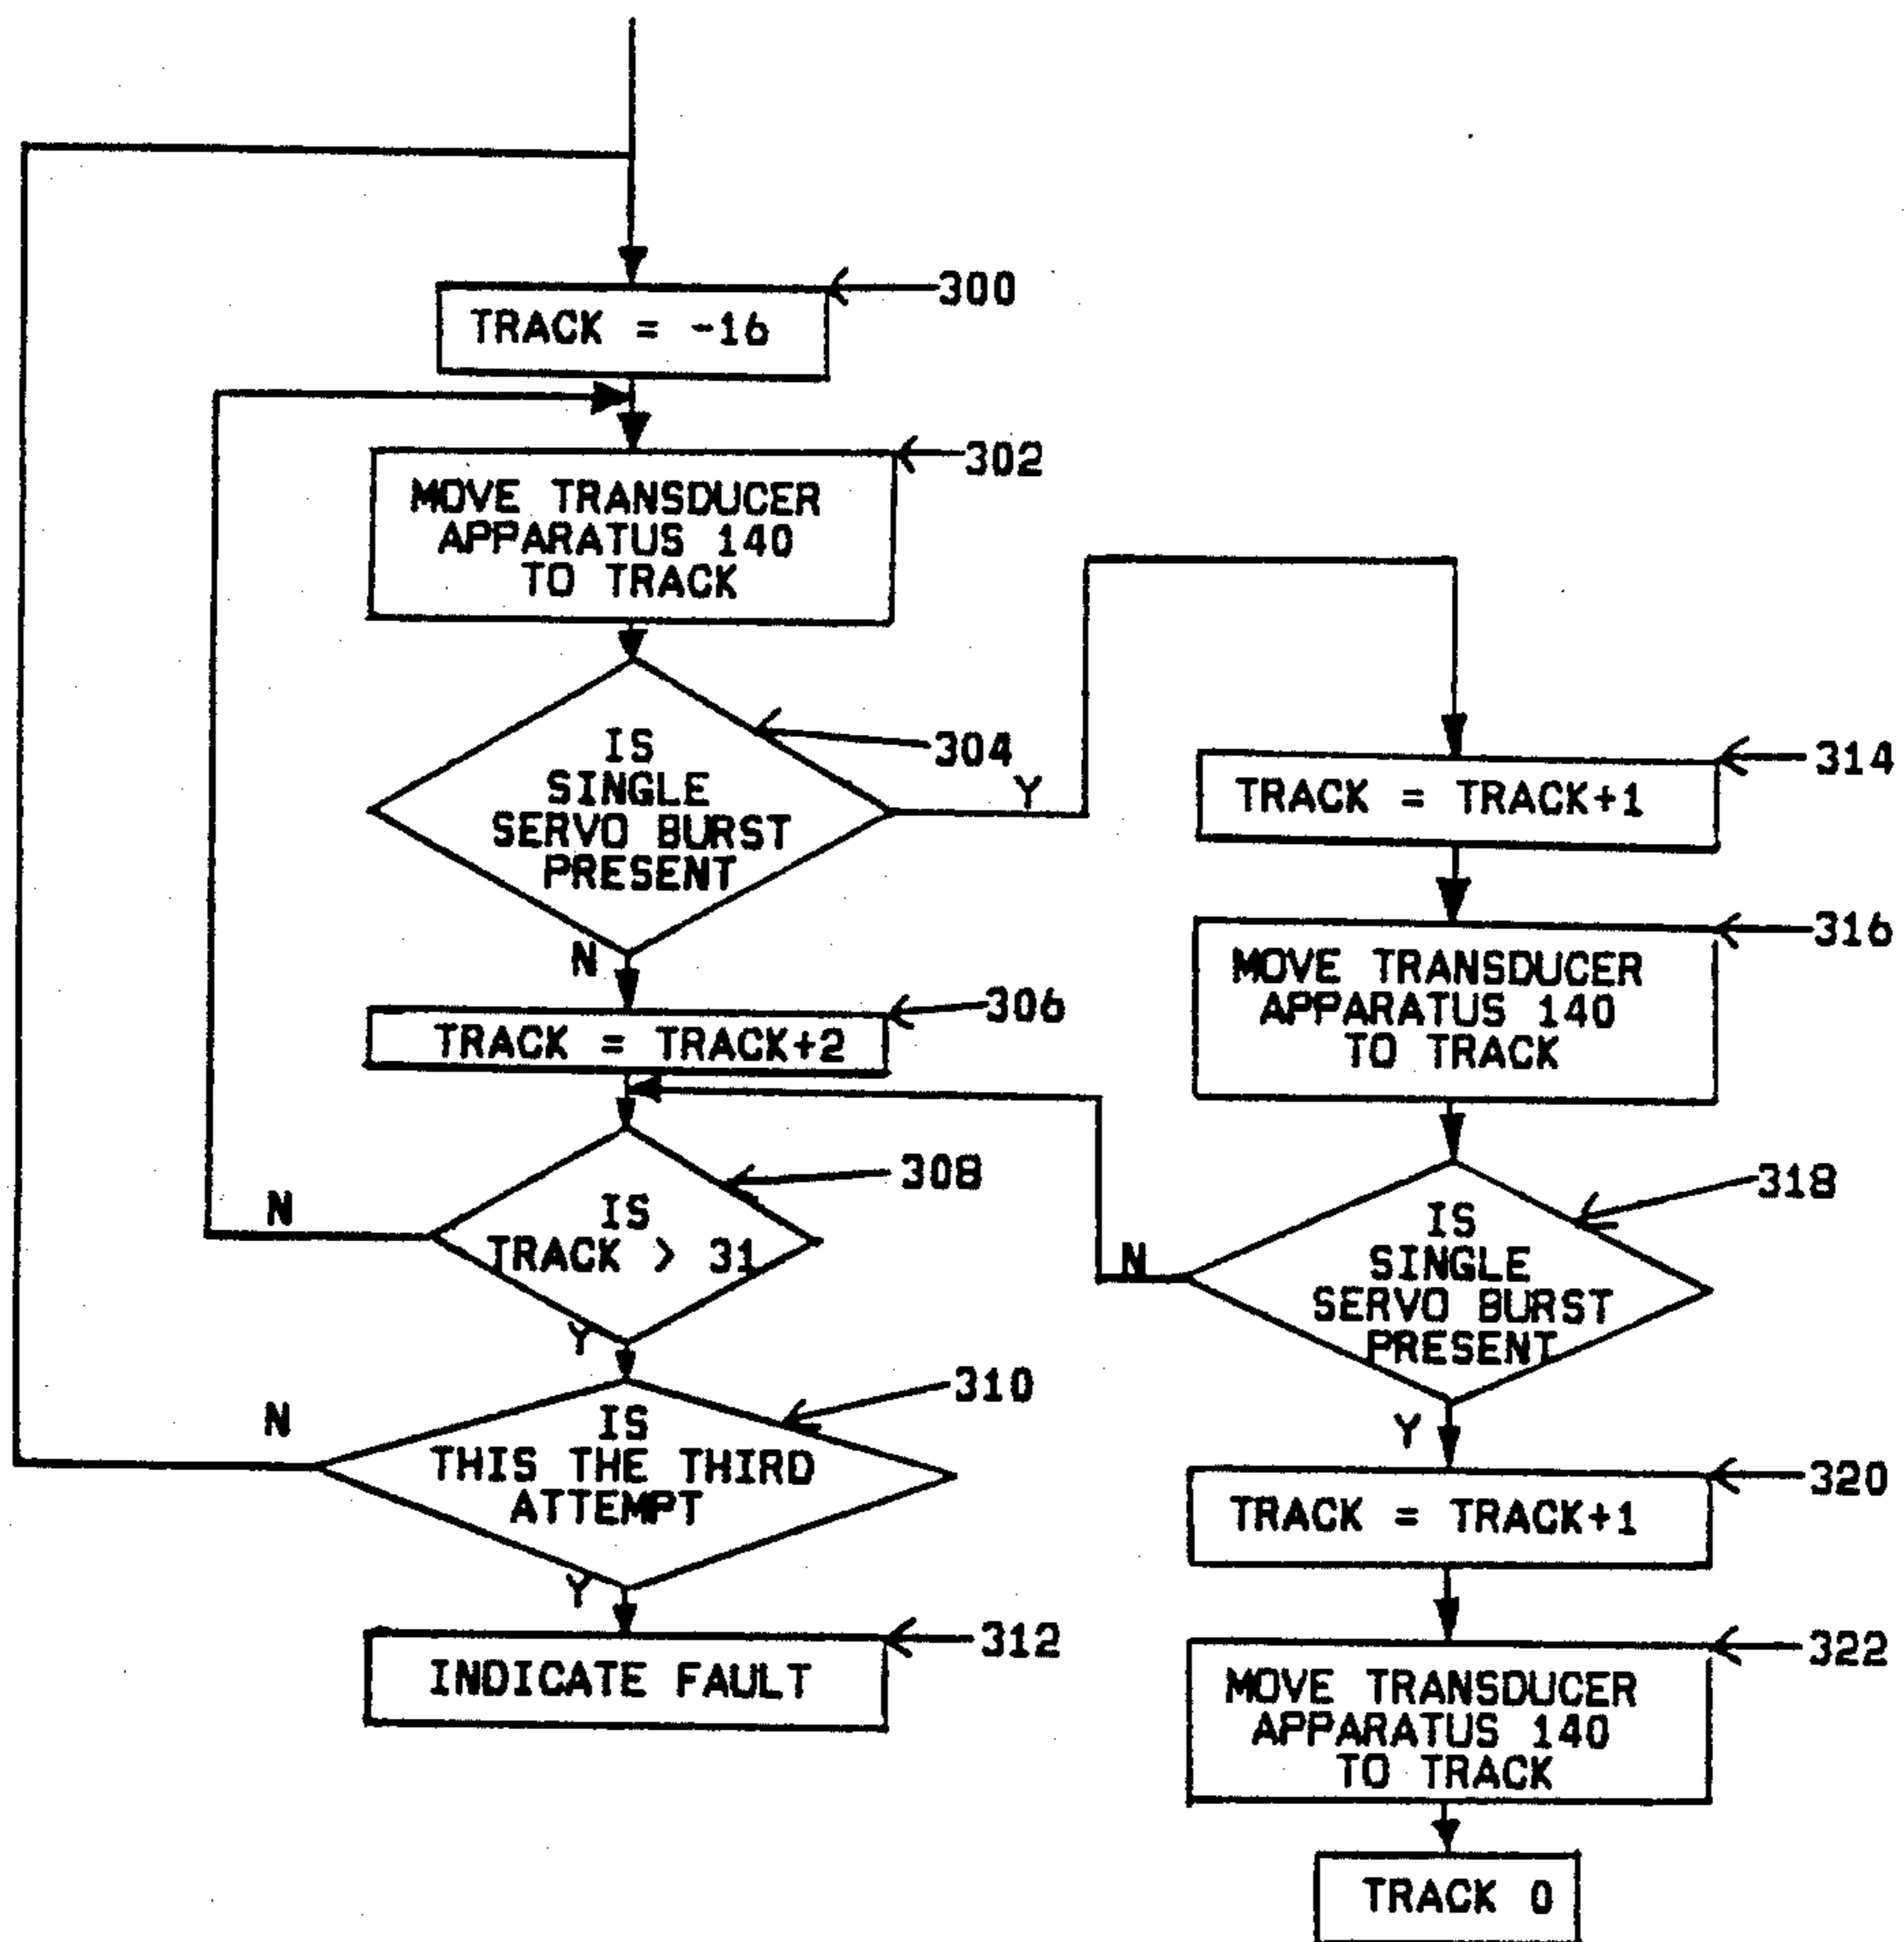 300
TRACK = -16
302
MOVE TRANSDUCER
APPARATUS 140
TO TRACK
304
IS
SINGLE
SERVO BURST
PRESENT
Y
N
306
TRACK = TRACK+2
308
IS
TRACK > 31
N
Y
310
IS
THIS THE THIRD
ATTEMPT
N
Y
312
INDICATE FAULT
314
TRACK = TRACK+1
316
MOVE TRANSDUCER
APPARATUS 140
TO TRACK
318
IS
SINGLE
SERVO BURST
PRESENT
N
Y
320
TRACK = TRACK+1
322
MOVE TRANSDUCER
APPARATUS 140
TO TRACK
TRACK 0